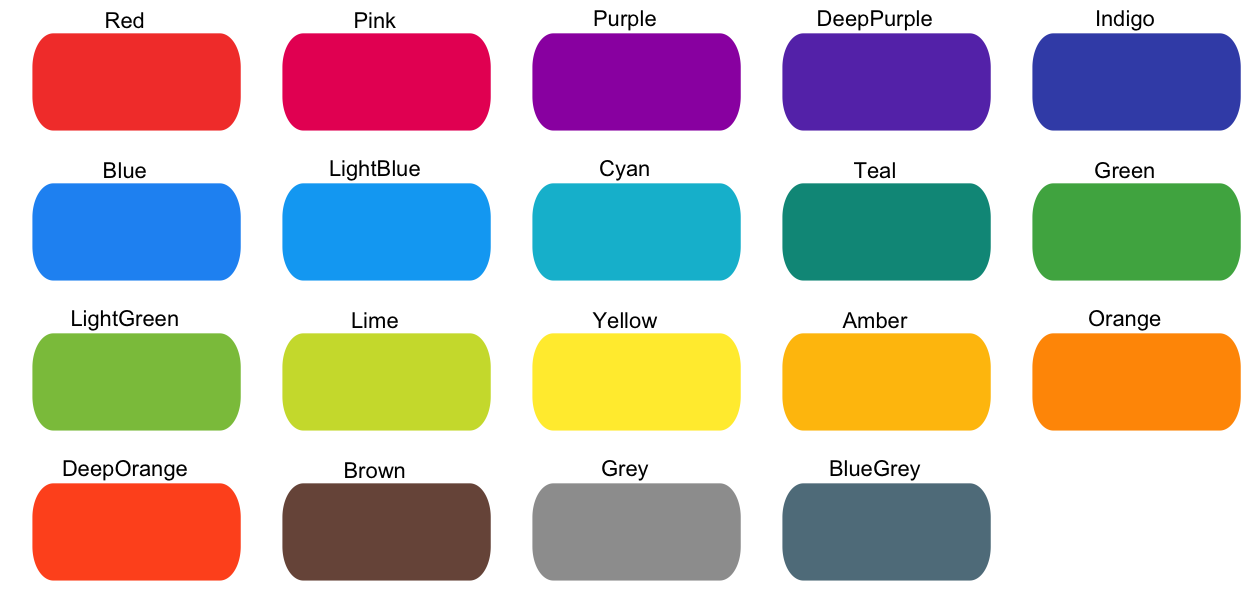 Red
Pink
Purple
DeepPurple
Indigo
Blue
LightBlue
Cyan
Teal
Green
LightGreen
Lime
Yellow
Amber
Orange
DeepOrange
Brown
Grey
BlueGrey